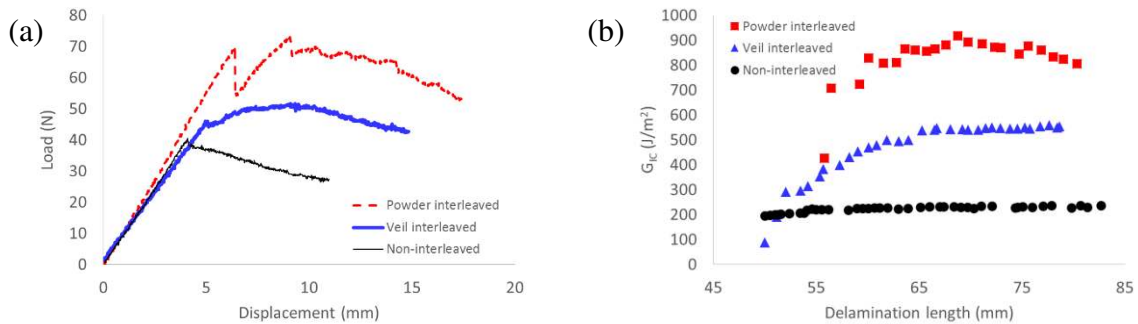 (a)
80
70
60
50
40
30
20
10
0
Load (N)
Powder interleaved
Veil interleaved
Non-interleaved
0 5 10 15 20
Displacement (mm)
(b)
1000
900
800
700
600
500
400
300
200
100
0
G_IC (J/m²)
Powder interleaved
Veil interleaved
Non-interleaved
45 55 65 75 85
Delamination length (mm)